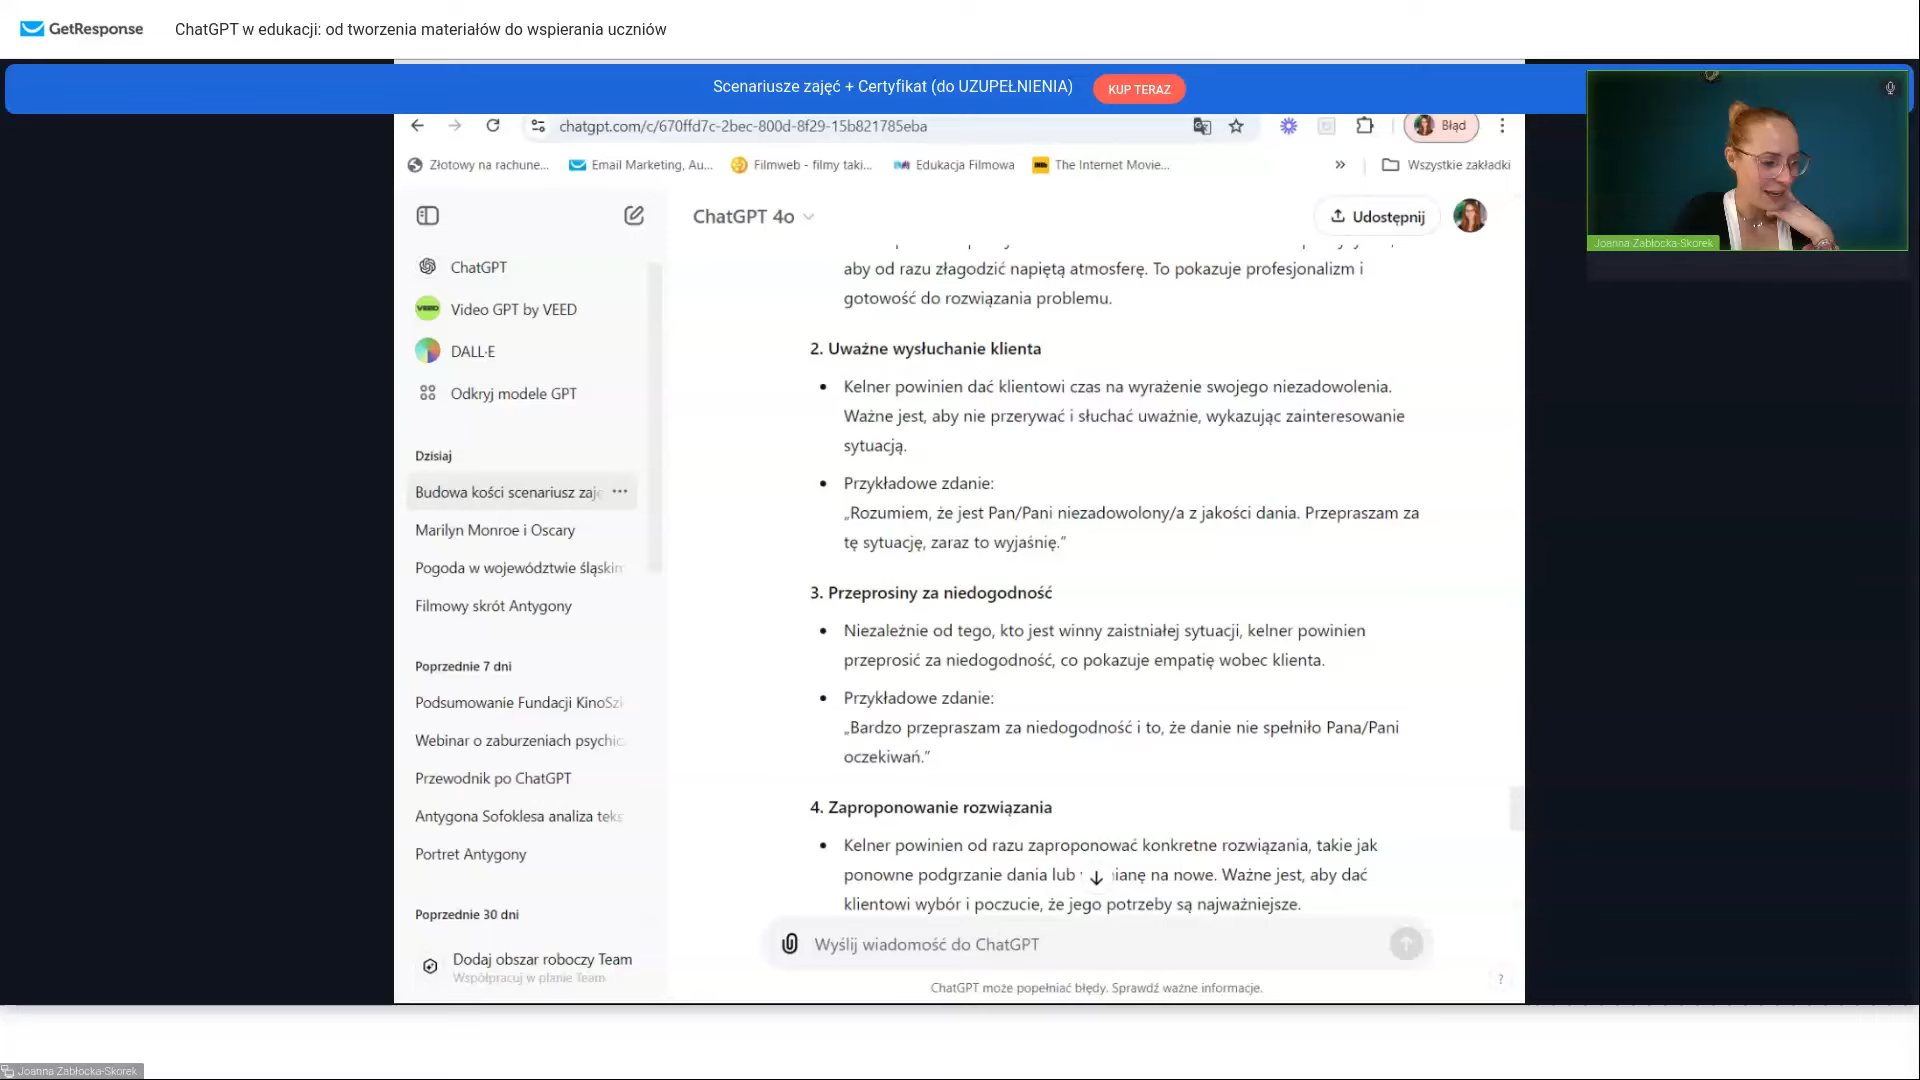 GetResponse
ChatGPT w edukacji: od tworzenia materiałów do wspierania uczniów
Scenariusze zajęć + Certyfikat (do UZUPEŁNIENIA)
KUP TERAZ
chatgpt.com/c/670ffd7c-2bec-800d-8f29-15b821785eba
Błąd
Złotowy na rachune...
Email Marketing, Au...
Filmweb - filmy taki...
Edukacja Filmowa
The Internet Movie...
Wszystkie zakładki
Joanna Zabłocka-Skorek
ChatGPT 4o
Udostępnij
ChatGPT
VEED
Video GPT by VEED
DALL·E
Odkryj modele GPT
Dzisiaj
Budowa kości scenariusz zaję
Marilyn Monroe i Oscary
Pogoda w województwie śląskim
Filmowy skrót Antygony
Poprzednie 7 dni
Podsumowanie Fundacji KinoSzk
Webinar o zaburzeniach psychic
Przewodnik po ChatGPT
Antygona Sofoklesa analiza teks
Portret Antygony
Poprzednie 30 dni
Dodaj obszar roboczy Team
Współpracuj w planie Team
aby od razu złagodzić napiętą atmosferę. To pokazuje profesjonalizm i
gotowość do rozwiązania problemu.
2. Uważne wysłuchanie klienta
• Kelner powinien dać klientowi czas na wyrażenie swojego niezadowolenia.
Ważne jest, aby nie przerywać i słuchać uważnie, wykazując zainteresowanie
sytuacją.
• Przykładowe zdanie:
„Rozumiem, że jest Pan/Pani niezadowolony/a z jakości dania. Przepraszam za
tę sytuację, zaraz to wyjaśnię.”
3. Przeprosiny za niedogodność
• Niezależnie od tego, kto jest winny zaistniałej sytuacji, kelner powinien
przeprosić za niedogodność, co pokazuje empatię wobec klienta.
• Przykładowe zdanie:
„Bardzo przepraszam za niedogodność i to, że danie nie spełniło Pana/Pani
oczekiwań.”
4. Zaproponowanie rozwiązania
• Kelner powinien od razu zaproponować konkretne rozwiązania, takie jak
ponowne podgrzanie dania lub ianę na nowe. Ważne jest, aby dać
klientowi wybór i poczucie, że jego potrzeby są najważniejsze.
Wyślij wiadomość do ChatGPT
ChatGPT może popełniać błędy. Sprawdź ważne informacje.
?
Joanna Zabłocka-Skorek